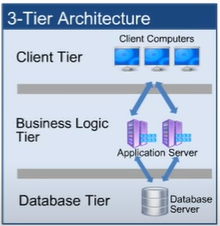 3-Tier Architecture
Client Computers
Client Tier
Business Logic
Tier
Application Server
Database Tier
Database
Server